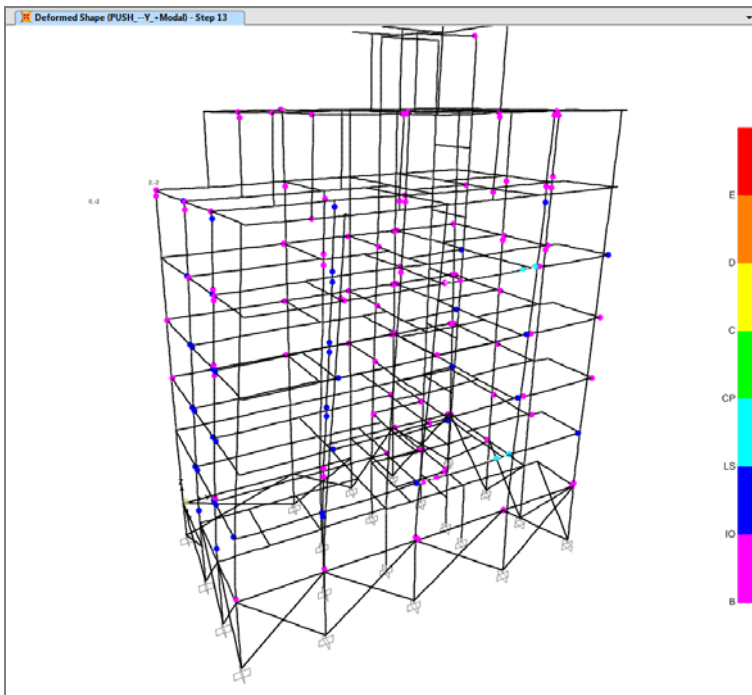 Deformed Shape (PUSH_--Y_+Modal) - Step 13
E
D
C
CP
LS
IO
B